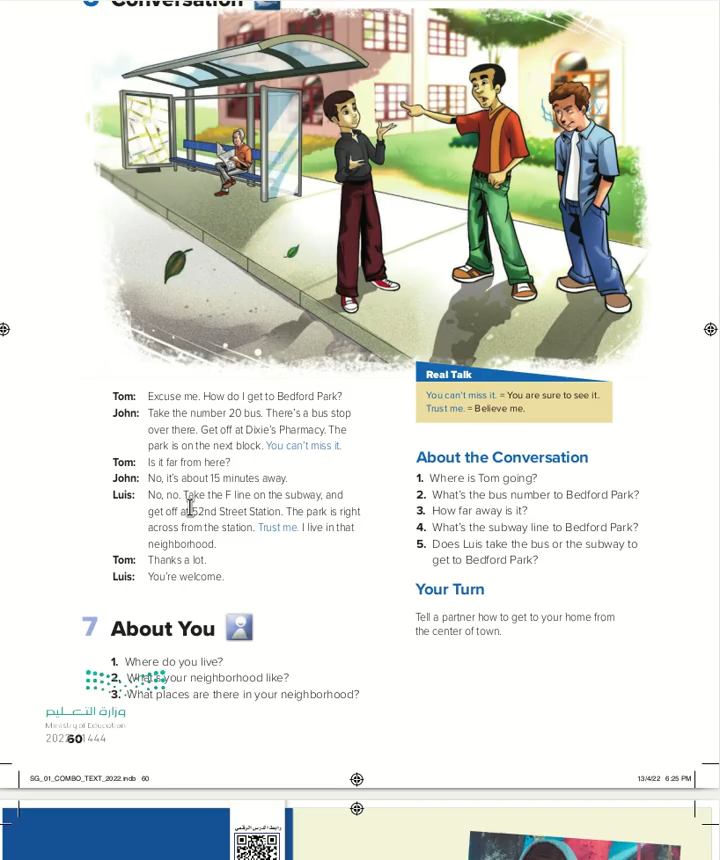 6 Conversation
Tom: Excuse me. How do I get to Bedford Park?
John: Take the number 20 bus. There's a bus stop
over there. Get off at Dixie's Pharmacy. The
park is on the next block. You can't miss it.
Tom: Is it far from here?
John: No, it's about 15 minutes away.
Luis: No, no. Take the F line on the subway, and
get off at 52nd Street Station. The park is right
across from the station. Trust me. I live in that
neighborhood.
Tom: Thanks a lot.
Luis: You're welcome.
Real Talk
You can't miss it. = You are sure to see it.
Trust me. = Believe me.
About the Conversation
1. Where is Tom going?
2. What's the bus number to Bedford Park?
3. How far away is it?
4. What's the subway line to Bedford Park?
5. Does Luis take the bus or the subway to
get to Bedford Park?
Your Turn
Tell a partner how to get to your home from
the center of town.
7 About You
1. Where do you live?
2. What's your neighborhood like?
3. What places are there in your neighborhood?
وزارة التعليم
Ministry of Education
60
1444
SG_01_COMBO_TEXT_2022.indb 60
13/4/22 6:25 PM
رابط الدرس الرقمي